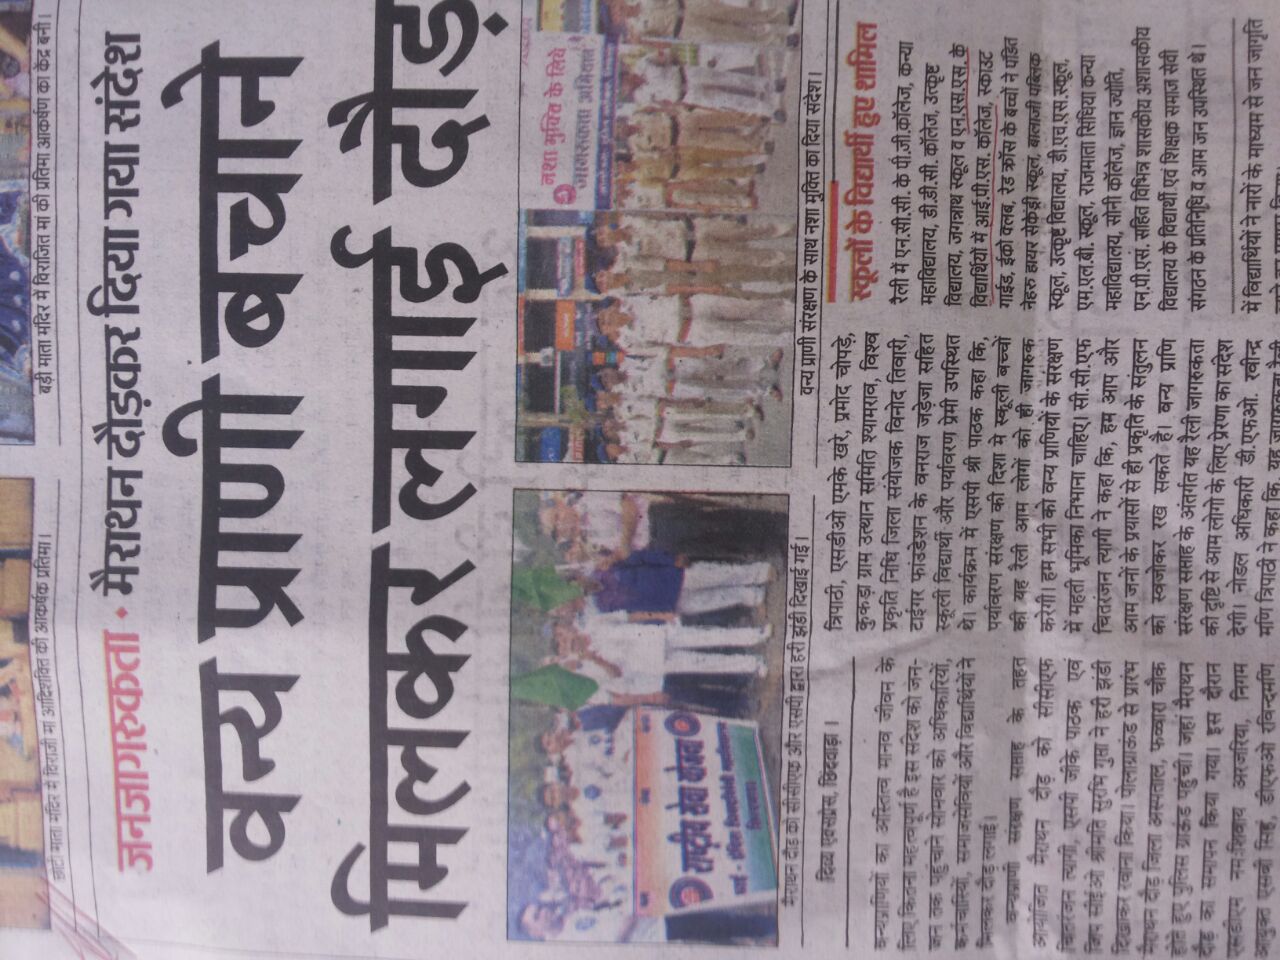 छोटी माता मंदिर में विराजी मां आदिशक्ति की आकर्षक प्रतिमा।
बड़ी माता मंदिर में विराजित मां की प्रतिमा आकर्षण का केंद्र बनी।
जनजागरुकता • मैराथन दौड़कर दिया गया संदेश
वन्य प्राणी बचाने
मिलकर लगाई दौड़
राष्ट्रीय सेवा योजना
नशा मुक्ति के लिये
जागरुकता अभियान
मैराथन दौड़ को सीसीएफ और एसपी द्वारा हरी झंडी दिखाई गई।
वन्य प्राणी संरक्षण के साथ नशा मुक्ति का दिया संदेश।
दिव्य एक्सप्रेस, छिंदवाड़ा।
वन्यप्राणियों का अस्तित्व मानव जीवन के
लिए कितना महत्वपूर्ण है इस संदेश को जन-
जन तक पहुंचाने सोमवार को अधिकारियों,
कर्मचारियों, समाजसेवियों और विद्यार्थियों ने
मिलकर दौड़ लगाई।
वन्यप्राणी संरक्षण सप्ताह के तहत
आयोजित मैराथन दौड़ को सीसीएफ
चितरंजन त्यागी, एसपी जीके पाठक एवं
जिप सीईओ श्रीमति सुरभि गुप्ता ने हरी झंडी
दिखाकर रवाना किया। पोलाग्राऊंड से प्रारंभ
मैराथन दौड़ जिला अस्पताल, फव्वारा चौक
होते हुए पुलिस ग्राऊंड पहुंची। जहां मैराथन
दौड़ का समापन किया गया। इस दौरान
एसडीएम नमःशिवाय अरजरिया, निगम
आयुक्त एसबी सिंह, डीएफओ रविन्दमणि
त्रिपाठी, एसडीओ एमके खरे, प्रमोद चोपड़े,
कुकड़ा ग्राम उत्थान समिति श्यामराव, विश्व
प्रकृति निधि जिला संयोजक विनोद तिवारी,
टाईगर फांउडेशन के वनराज जड़ेजा सहित
स्कूली विद्यार्थी और पर्यावरण प्रेमी उपस्थित
थे। कार्यक्रम में एसपी श्री पाठक कहा कि,
पर्यावरण संरक्षण की दिशा मे स्कूली बच्चों
की यह रैली आम लोगों को ही जागरुक
करेगी। हम सभी को वन्य प्राणियों के संरक्षण
में महती भूमिका निभाना चाहिए। सी.सी.एफ
चितरंजन त्यागी ने कहा कि, हम आप और
आम जनों के प्रयासों से ही प्रकृति के संतुलन
को स्वजोकर रख सकते है। वन्य प्राणि
संरक्षण सप्ताह के अंतर्गत यह रैली जागरुकता
की दृष्टि से आम लोगो के लिए प्रेरणा का संदेश
देगी। नोडल अधिकारी डी.एफओ. रवीन्द्र
मणि त्रिपाठी ने कहा कि, यह जागरुकता रैली
स्कूलों के विद्यार्थी हुए शामिल
रैली में एन.सी.सी. के पी.जी.कॉलेज, कन्या
महाविद्यालय, डी.डी.सी. कॉलेज, उत्कृष्ट
विद्यालय, जगन्नाथ स्कूल व एन.एस.एस. के
विद्यार्थियों में आई.पी.एस. कॉलेज, स्काउट
गाईड, ईको क्लब, रेड क्रॉस के बच्चों ने पंडित
नेहरु हायर सेकेंड्री स्कूल, बालाजी पब्लिक
स्कूल, उत्कृष्ट विद्यालय, डी.एच.एस.स्कूल,
एम.एल.बी. स्कूल, राजमाता सिंधिया कन्या
महाविद्यालय, सोनी कॉलेज, ज्ञान ज्योति,
एन.पी.एस. सहित विभिन्न शासकीय अशासकीय
विद्यालय के विद्यार्थी एवं शिक्षक समाज सेवी
संगठन के प्रतिनिधि व आम जन उपस्थित थे।
में विद्यार्थियों ने नारों के माध्यम से जन जागृति